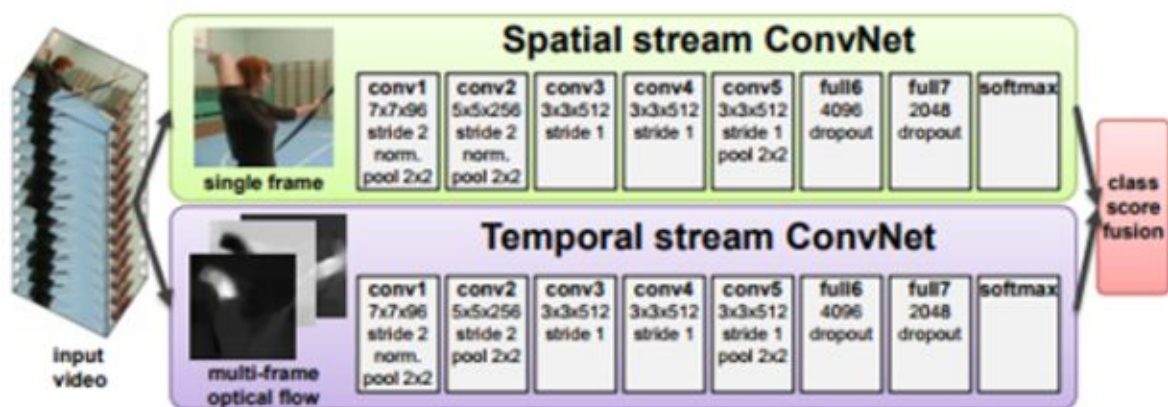 Spatial stream ConvNet
single frame
conv1
7x7x96
stride 2
norm.
pool 2x2
conv2
5x5x256
stride 2
norm.
pool 2x2
conv3
3x3x512
stride 1
conv4
3x3x512
stride 1
conv5
3x3x512
stride 1
pool 2x2
full6
4096
dropout
full7
2048
dropout
softmax
Temporal stream ConvNet
input
video
multi-frame
optical flow
conv1
7x7x96
stride 2
norm.
pool 2x2
conv2
5x5x256
stride 2
pool 2x2
conv3
3x3x512
stride 1
conv4
3x3x512
stride 1
conv5
3x3x512
stride 1
pool 2x2
full6
4096
dropout
full7
2048
dropout
softmax
class
score
fusion